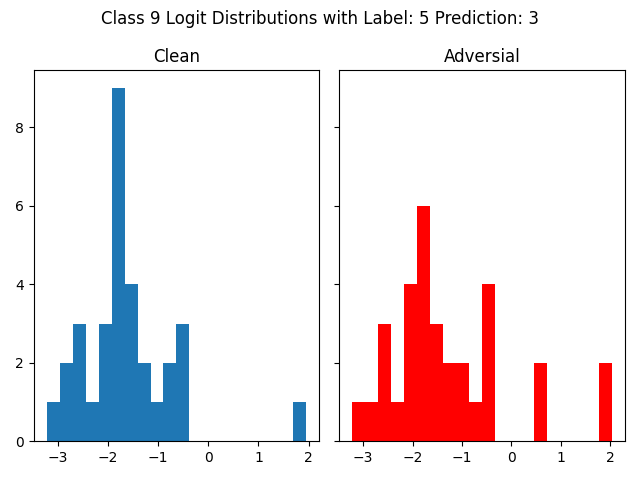 Class 9 Logit Distributions with Label: 5 Prediction: 3
Clean
Adversial
8
6
4
2
0
−3 −2 −1 0 1 2
−3 −2 −1 0 1 2